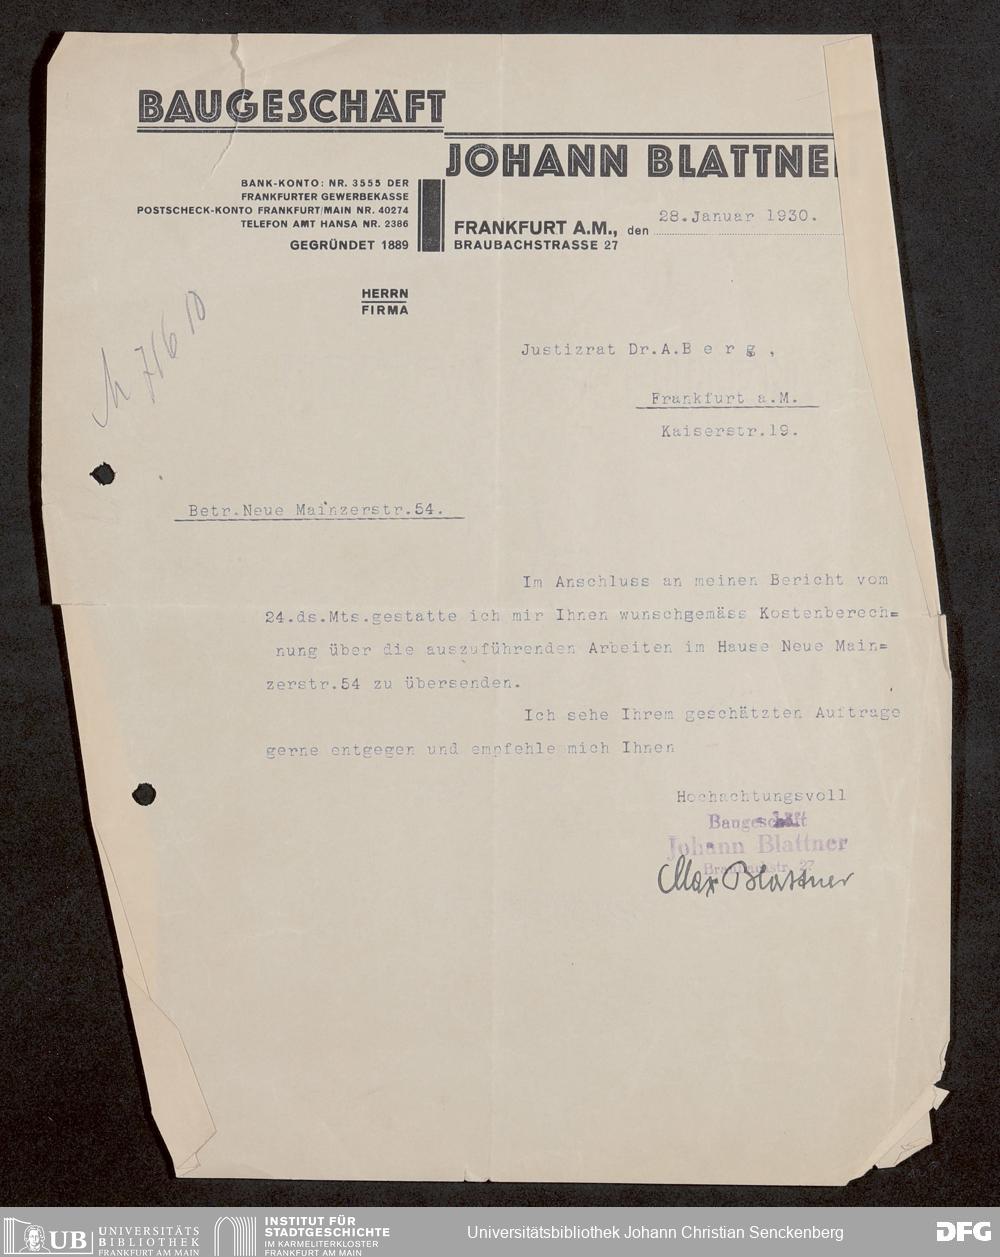 BAUGESCHÄFT
JOHANN BLATTNE
BANK-KONTO: NR. 3555 DER
FRANKFURTER GEWERBEKASSE
POSTSCHECK-KONTO FRANKFURT/MAIN NR. 40274
TELEFON AMT HANSA NR. 2386
GEGRÜNDET 1889
FRANKFURT A.M., den 28.Januar 1930.
BRAUBACHSTRASSE 27
HERRN
FIRMA
Justizrat Dr.A.B e r g ,
Frankfurt a.M.
Kaiserstr.19.
Betr.Neue Mainzerstr.54.
Im Anschluss an meinen Bericht vom
24.ds.Mts.gestatte ich mir Ihnen wunschgemäss Kostenberech=
nung über die auszuführenden Arbeiten im Hause Neue Main=
zerstr.54 zu übersenden.
Ich sehe Ihrem geschätzten Auftrage
gerne entgegen und empfehle mich Ihnen
Hochachtungsvoll
Baugeschäft
Johann Blattner
Braubachstr. 27
Max Blattner
UB UNIVERSITÄTS
BIBLIOTHEK
FRANKFURT AM MAIN
INSTITUT FÜR
STADTGESCHICHTE
IM KARMELITERKLOSTER
FRANKFURT AM MAIN
Universitätsbibliothek Johann Christian Senckenberg
DFG